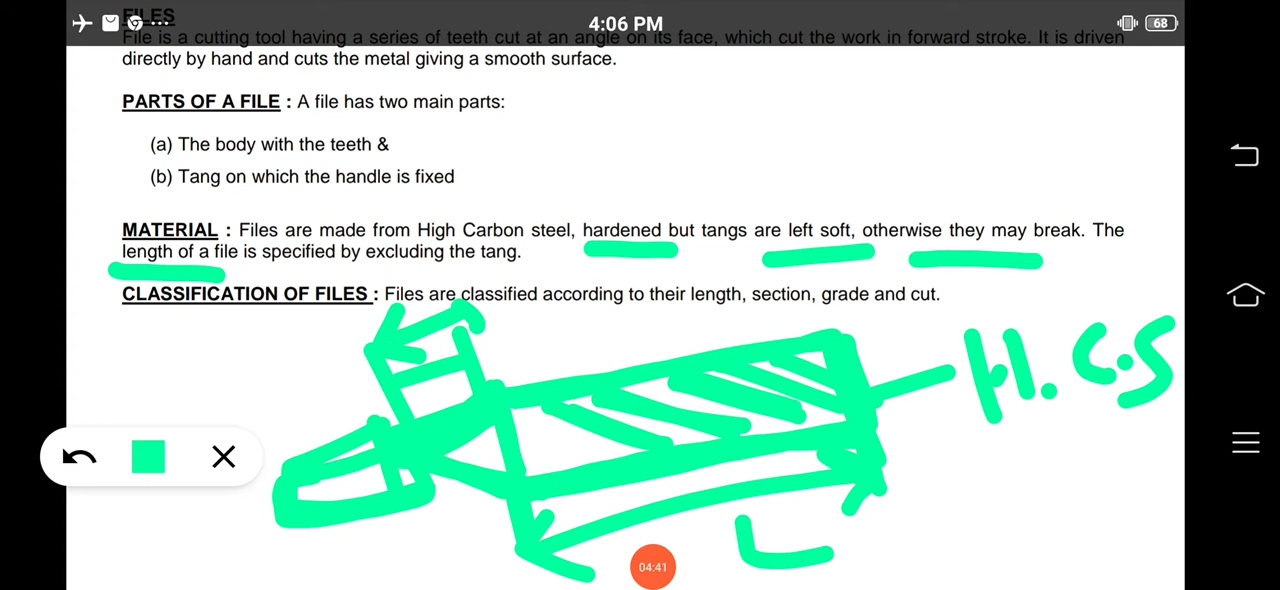 FILES
4:06 PM
68
File is a cutting tool having a series of teeth cut at an angle on its face, which cut the work in forward stroke. It is driven
directly by hand and cuts the metal giving a smooth surface.
PARTS OF A FILE : A file has two main parts:
(a) The body with the teeth &
(b) Tang on which the handle is fixed
MATERIAL : Files are made from High Carbon steel, hardened but tangs are left soft, otherwise they may break. The
length of a file is specified by excluding the tang.
CLASSIFICATION OF FILES : Files are classified according to their length, section, grade and cut.
H.C.S
L
04:41